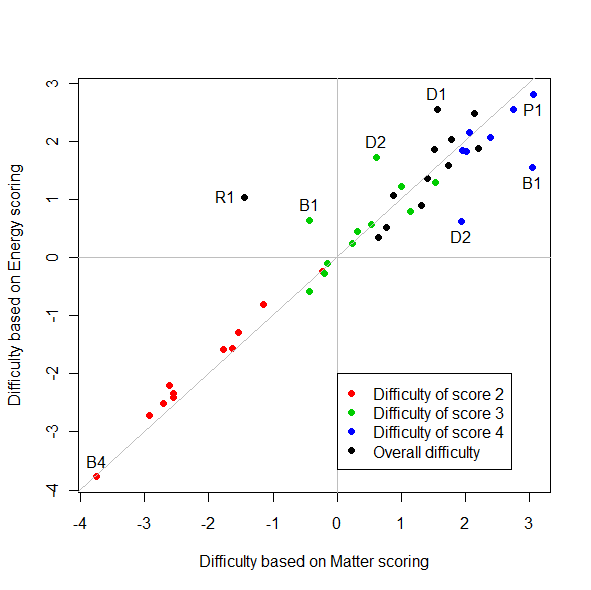 3
D1
P1
2
D2
B1
R1
1
B1
D2
0
-1
-2
Difficulty of score 2
Difficulty of score 3
-3
Difficulty of score 4
Overall difficulty
B4
-4
-4 -3 -2 -1 0 1 2 3
Difficulty based on Matter scoring
Difficulty based on Energy scoring